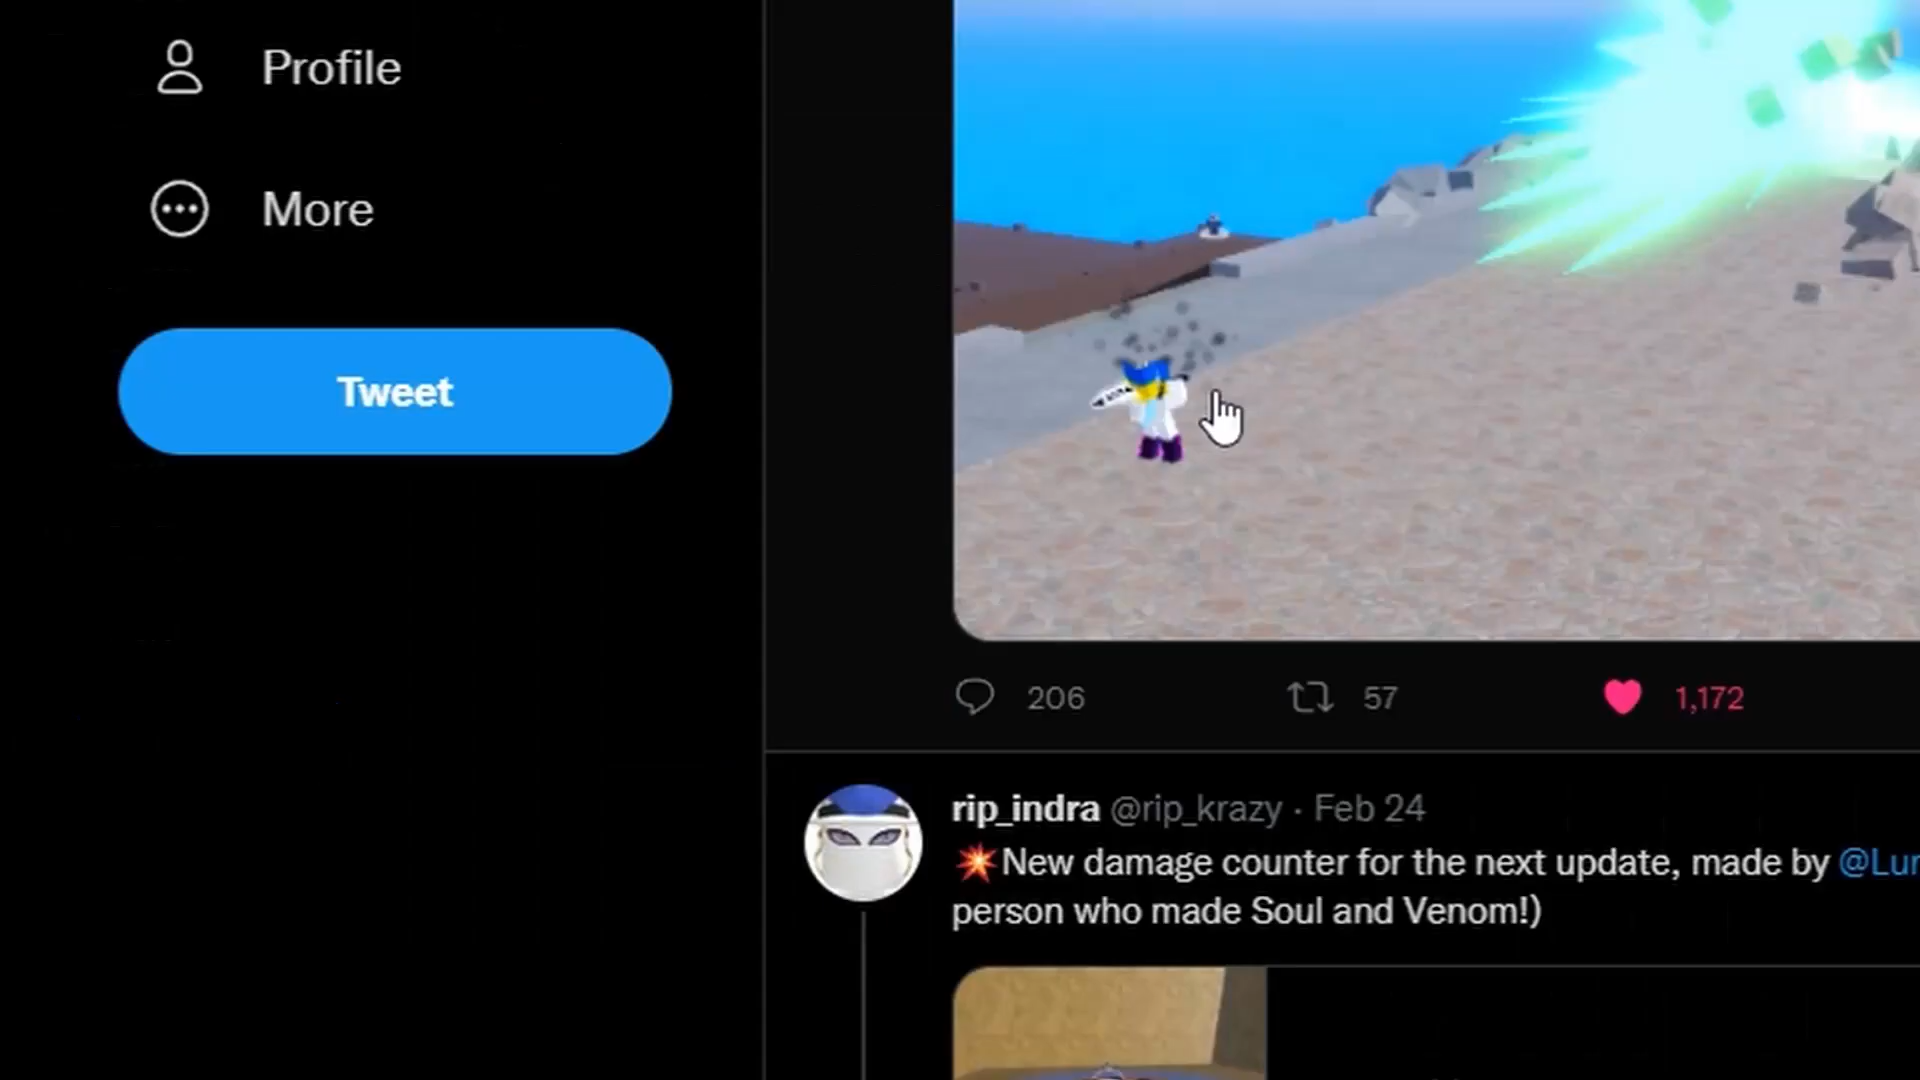 Profile
More
Tweet
206 57 1,172
rip_indra @rip_krazy · Feb 24
💥New damage counter for the next update, made by
person who made Soul and Venom!)